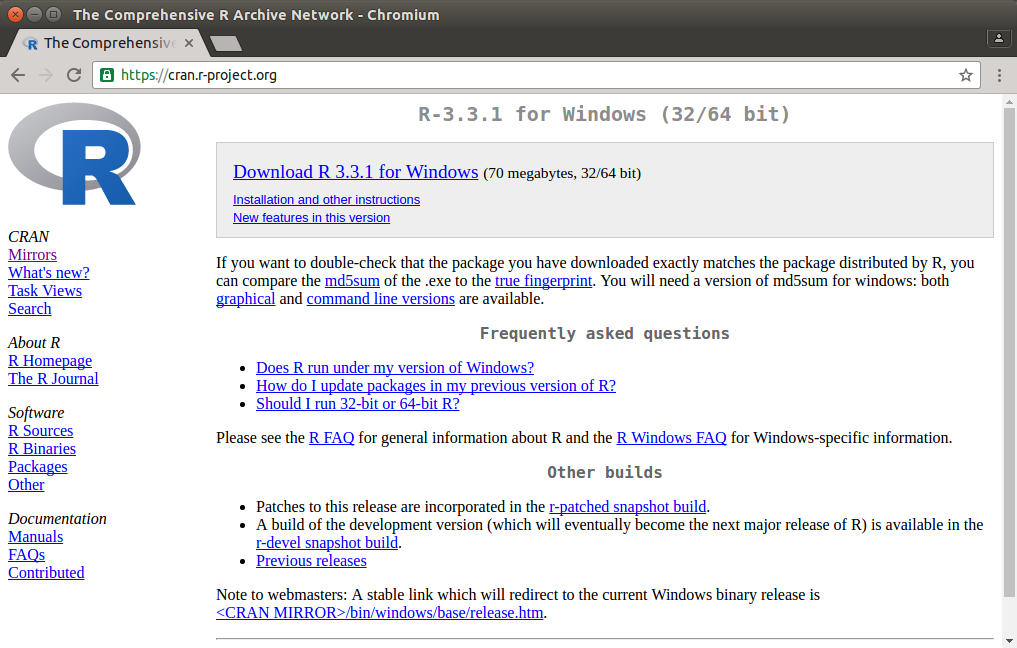 The Comprehensive R Archive Network - Chromium
The Comprehensive
https://cran.r-project.org
R
R-3.3.1 for Windows (32/64 bit)
Download R 3.3.1 for Windows (70 megabytes, 32/64 bit)
Installation and other instructions
New features in this version
CRAN
Mirrors
What's new?
Task Views
Search
About R
R Homepage
The R Journal
Software
R Sources
R Binaries
Packages
Other
Documentation
Manuals
FAQs
Contributed
If you want to double-check that the package you have downloaded exactly matches the package distributed by R, you
can compare the md5sum of the .exe to the true fingerprint. You will need a version of md5sum for windows: both
graphical and command line versions are available.
Frequently asked questions
Does R run under my version of Windows?
How do I update packages in my previous version of R?
Should I run 32-bit or 64-bit R?
Please see the R FAQ for general information about R and the R Windows FAQ for Windows-specific information.
Other builds
Patches to this release are incorporated in the r-patched snapshot build.
A build of the development version (which will eventually become the next major release of R) is available in the
r-devel snapshot build.
Previous releases
Note to webmasters: A stable link which will redirect to the current Windows binary release is
<CRAN MIRROR>/bin/windows/base/release.htm.